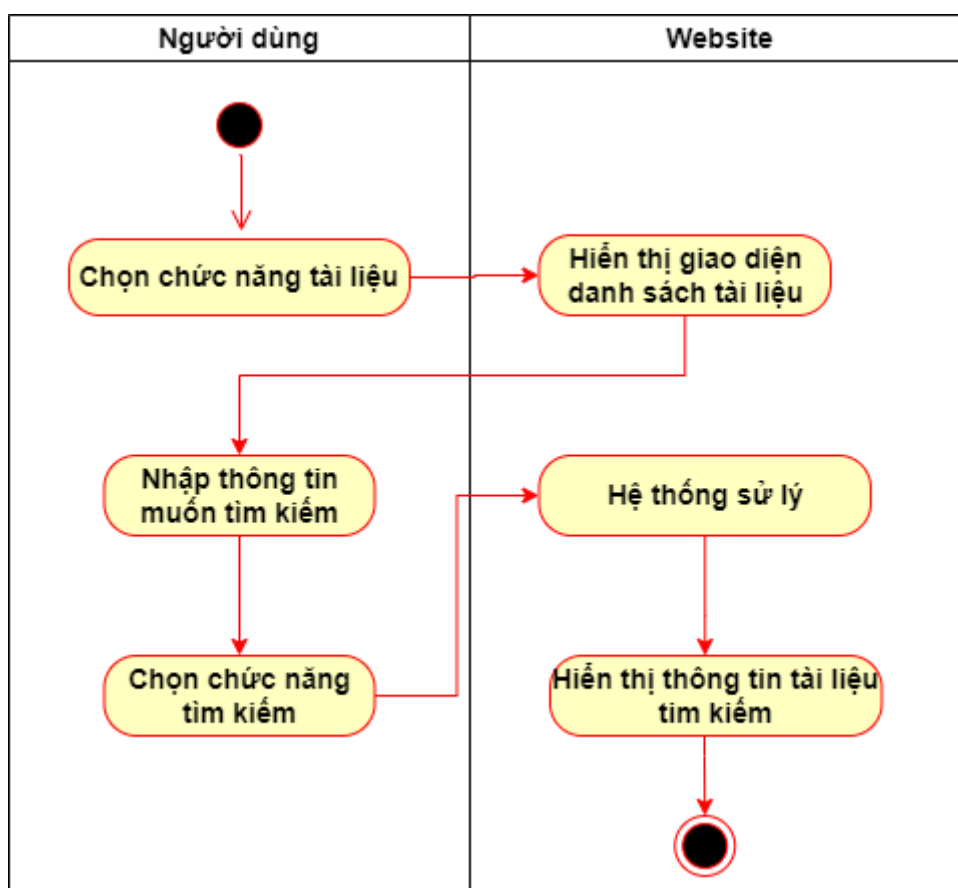 Người dùng
Website
Chọn chức năng tài liệu
Hiển thị giao diện
danh sách tài liệu
Nhập thông tin
muốn tìm kiếm
Hệ thống sử lý
Chọn chức năng
tìm kiếm
Hiển thị thông tin tài liệu
tim kiếm